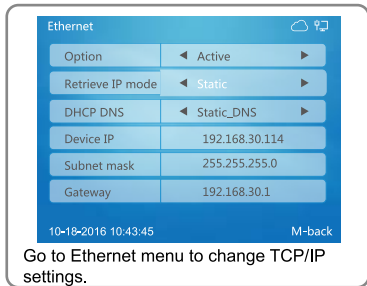 Ethernet
Option ◀ Active ▶
Retrieve IP mode ◀ Static ▶
DHCP DNS ◀ Static_DNS ▶
Device IP 192.168.30.114
Subnet mask 255.255.255.0
Gateway 192.168.30.1
10-18-2016 10:43:45 M-back
Go to Ethernet menu to change TCP/IP
settings.